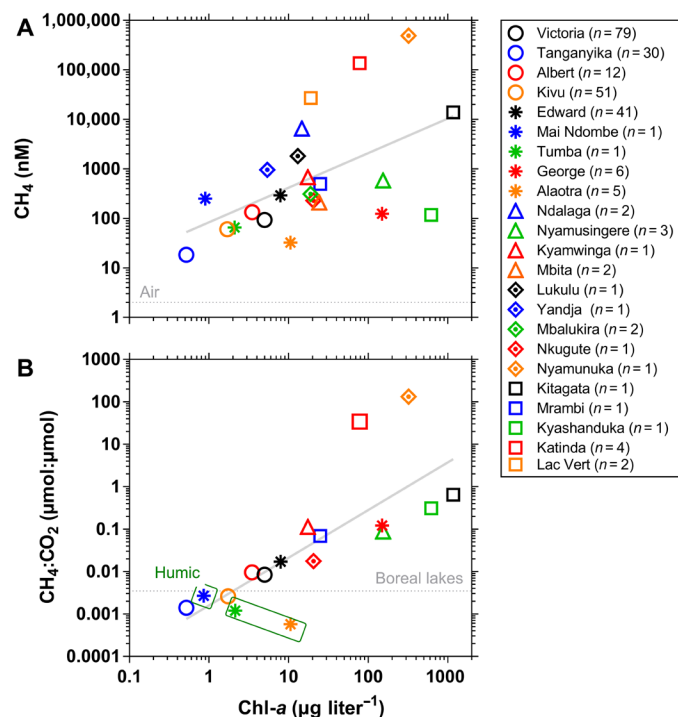 A
CH₄ (nM)
1,000,000
100,000
10,000
1000
100
10
1
Air
B
CH₄:CO₂ (µmol:µmol)
1000
100
10
1
0.1
0.01
0.001
0.0001
Humic
Boreal lakes
0.1 1 10 100 1000
Chl-a (µg liter⁻¹)
Victoria (n = 79)
Tanganyika (n = 30)
Albert (n = 12)
Kivu (n = 51)
Edward (n = 41)
Mai Ndombe (n = 1)
Tumba (n = 1)
George (n = 6)
Alaotra (n = 5)
Ndalaga (n = 2)
Nyamusingere (n = 3)
Kyamwinga (n = 1)
Mbita (n = 2)
Lukulu (n = 1)
Yandja (n = 1)
Mbalukira (n = 2)
Nkugute (n = 1)
Nyamunuka (n = 1)
Kitagata (n = 1)
Mrambi (n = 1)
Kyashanduka (n = 1)
Katinda (n = 4)
Lac Vert (n = 2)